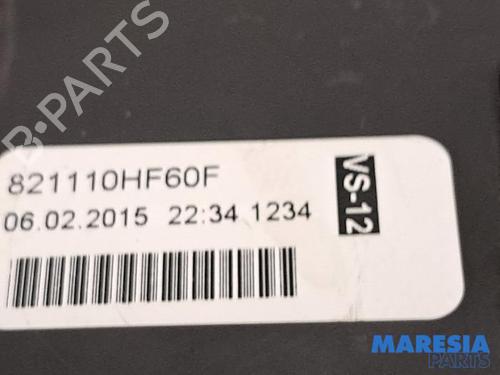 B-PARTS
821110HF60F
06.02.2015 22:34 1234
VS-12
MARESIA
PARTS